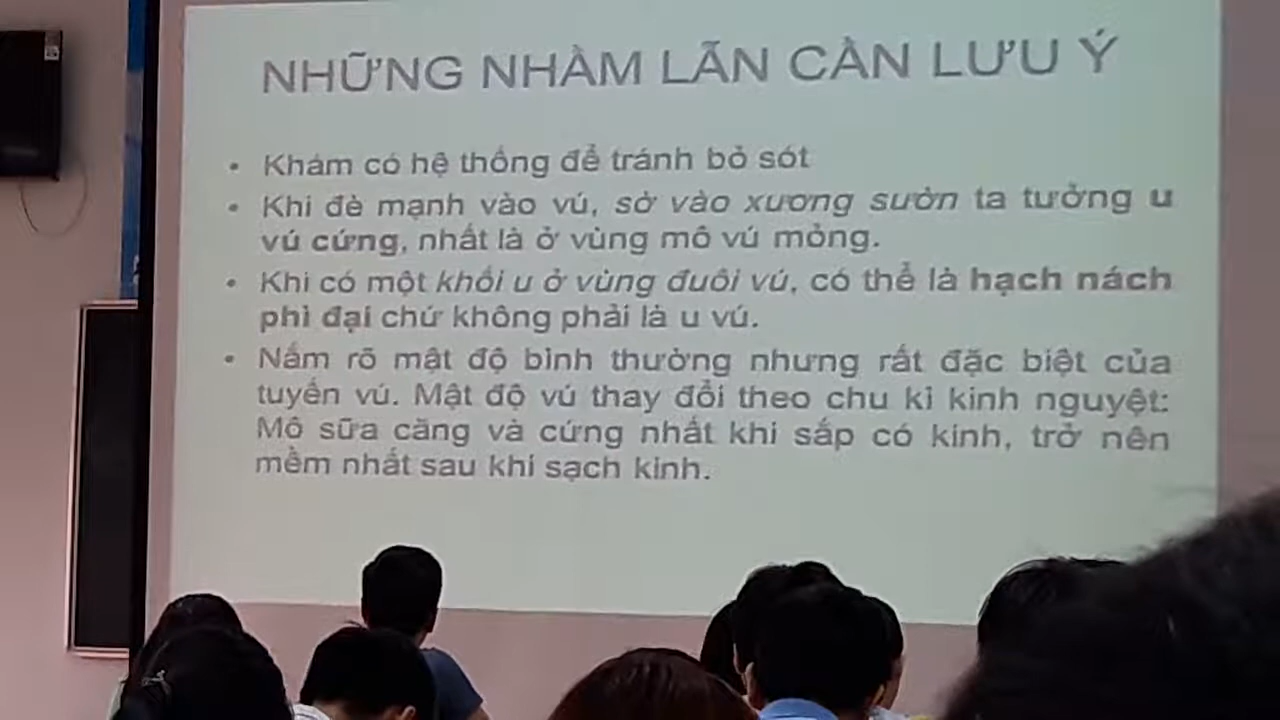 NHỮNG NHẦM LẪN CẦN LƯU Ý
• Khám có hệ thống để tránh bỏ sót
• Khi đè mạnh vào vú, sờ vào xương sườn ta tưởng u
vú cứng, nhất là ở vùng mô vú mỏng.
• Khi có một khối u ở vùng đuôi vú, có thể là hạch nách
phì đại chứ không phải là u vú.
• Nắm rõ mật độ bình thường nhưng rất đặc biệt của
tuyến vú. Mật độ vú thay đổi theo chu kì kinh nguyệt:
Mô sữa căng và cứng nhất khi sắp có kinh, trở nên
mềm nhất sau khi sạch kinh.